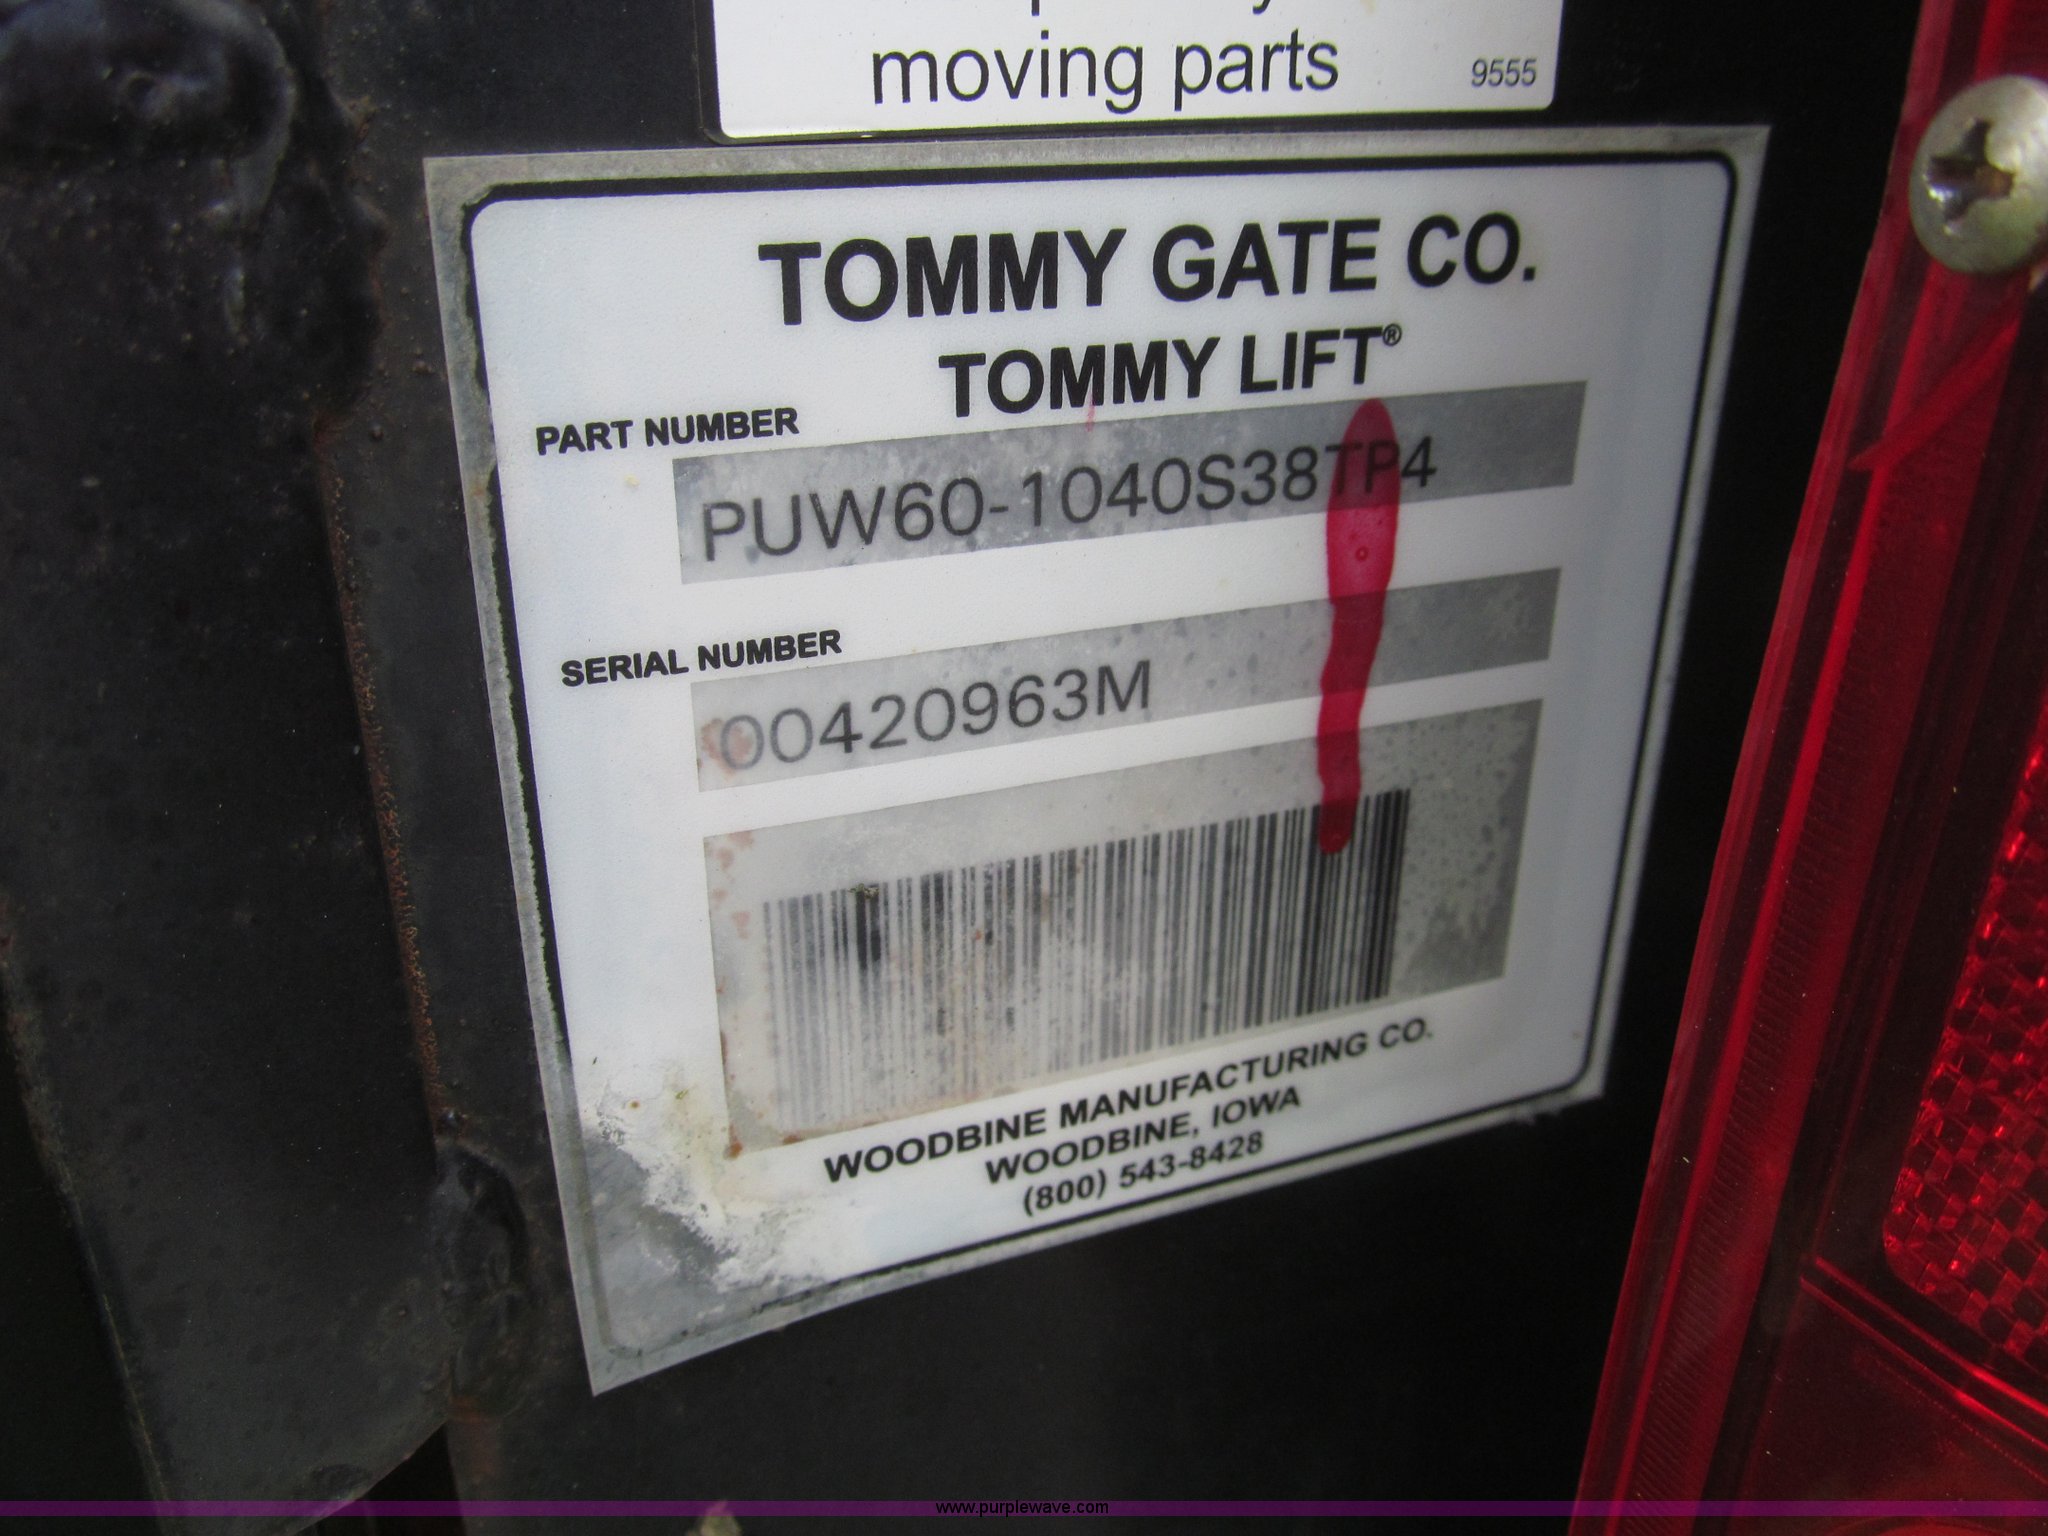 moving parts
9555
TOMMY GATE CO.
TOMMY LIFT®
PART NUMBER
PUW60-1040S38TP4
SERIAL NUMBER
00420963M
WOODBINE MANUFACTURING CO.
WOODBINE, IOWA
(800) 543-8428
www.purplewave.com